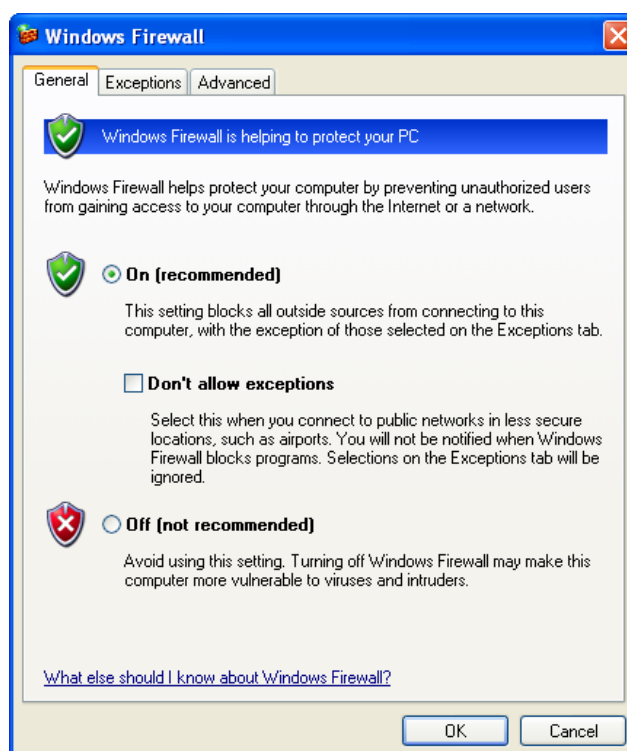 Windows Firewall
General Exceptions Advanced
Windows Firewall is helping to protect your PC
Windows Firewall helps protect your computer by preventing unauthorized users
from gaining access to your computer through the Internet or a network.
On (recommended)
This setting blocks all outside sources from connecting to this
computer, with the exception of those selected on the Exceptions tab.
Don't allow exceptions
Select this when you connect to public networks in less secure
locations, such as airports. You will not be notified when Windows
Firewall blocks programs. Selections on the Exceptions tab will be
ignored.
Off (not recommended)
Avoid using this setting. Turning off Windows Firewall may make this
computer more vulnerable to viruses and intruders.
What else should I know about Windows Firewall?
OK Cancel